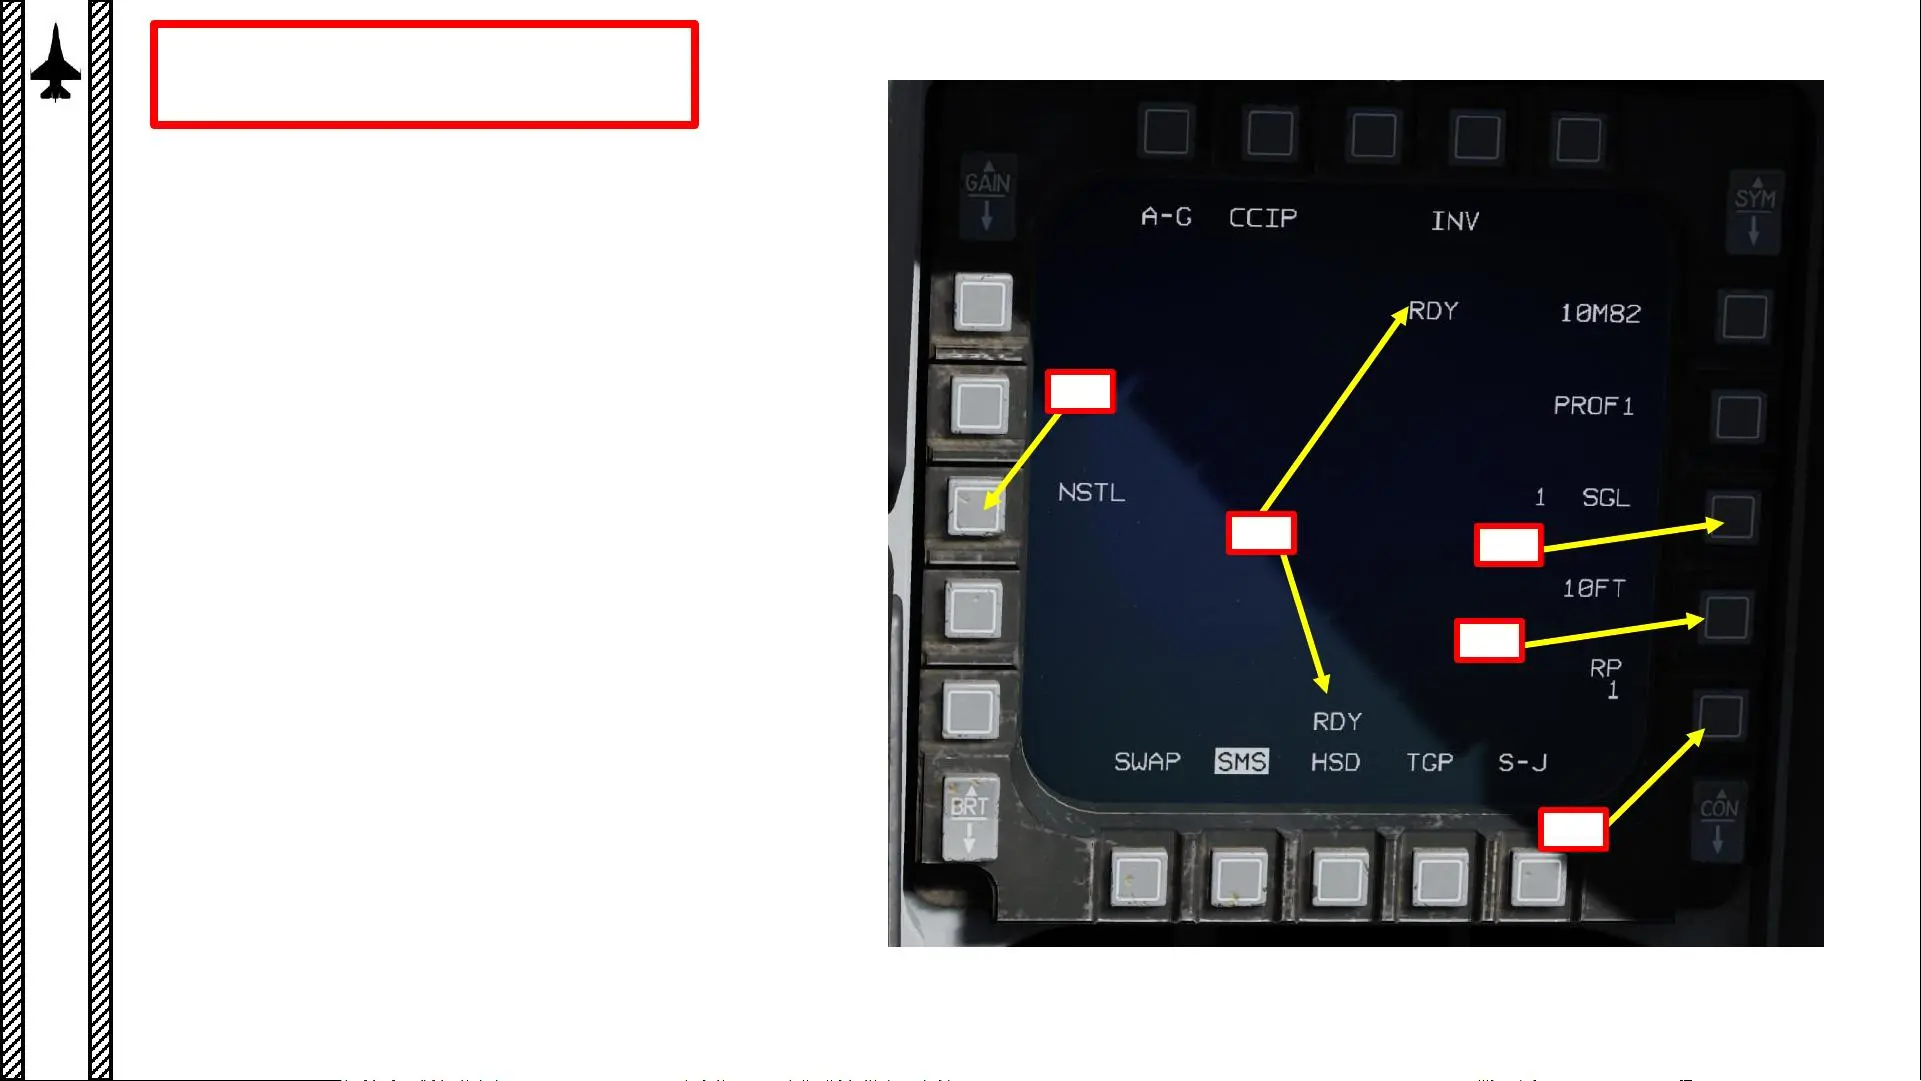 GAIN
SYM
A-G CCIP INV
RDY 10M82
PROF1
NSTL 1 SGL
10FT
RP
1
RDY
SWAP SMS HSD TGP S-J
BRT
CON